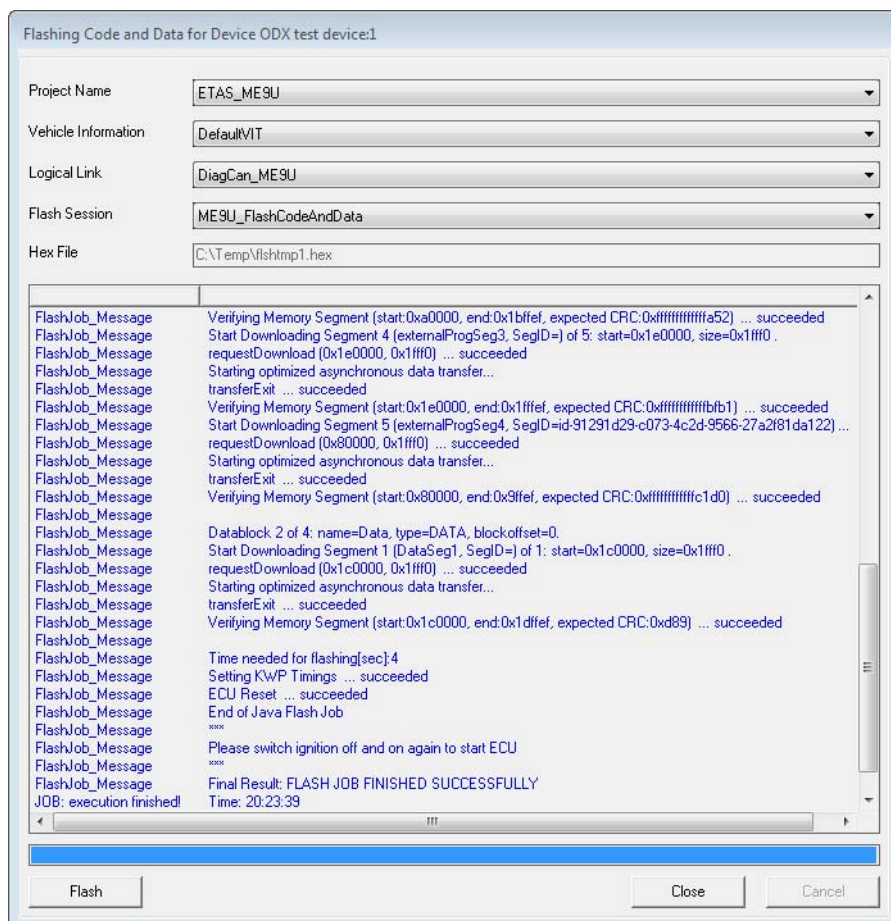 Flashing Code and Data for Device ODX test device:1
Project Name ETAS_ME9U
Vehicle Information DefaultVIT
Logical Link DiagCan_ME9U
Flash Session ME9U_FlashCodeAndData
Hex File C:\Temp\flshtmp1.hex
FlashJob_Message Verifying Memory Segment (start:0xa0000, end:0x1bffef, expected CRC:0xfffffffffffffa52) ... succeeded
FlashJob_Message Start Downloading Segment 4 (externalProgSeg3, SegID=) of 5: start=0x1e0000, size=0x1fff0 .
FlashJob_Message requestDownload (0x1e0000, 0x1fff0) ... succeeded
FlashJob_Message Starting optimized asynchronous data transfer...
FlashJob_Message transferExit ... succeeded
FlashJob_Message Verifying Memory Segment (start:0x1e0000, end:0x1fffef, expected CRC:0xffffffffffffbfb1) ... succeeded
FlashJob_Message Start Downloading Segment 5 (externalProgSeg4, SegID=id-91291d29-c073-4c2d-9566-27a2f81da122) ...
FlashJob_Message requestDownload (0x80000, 0x1fff0) ... succeeded
FlashJob_Message Starting optimized asynchronous data transfer...
FlashJob_Message transferExit ... succeeded
FlashJob_Message Verifying Memory Segment (start:0x80000, end:0x9ffef, expected CRC:0xffffffffffffc1d0) ... succeeded
FlashJob_Message
FlashJob_Message Datablock 2 of 4: name=Data, type=DATA, blockoffset=0.
FlashJob_Message Start Downloading Segment 1 (DataSeg1, SegID=) of 1: start=0x1c0000, size=0x1fff0 .
FlashJob_Message requestDownload (0x1c0000, 0x1fff0) ... succeeded
FlashJob_Message Starting optimized asynchronous data transfer...
FlashJob_Message transferExit ... succeeded
FlashJob_Message Verifying Memory Segment (start:0x1c0000, end:0x1dffef, expected CRC:0xd89) ... succeeded
FlashJob_Message
FlashJob_Message Time needed for flashing[sec]:4
FlashJob_Message Setting KWP Timings ... succeeded
FlashJob_Message ECU Reset ... succeeded
FlashJob_Message End of Java Flash Job
FlashJob_Message ***
FlashJob_Message Please switch ignition off and on again to start ECU
FlashJob_Message ***
FlashJob_Message Final Result: FLASH JOB FINISHED SUCCESSFULLY
JOB: execution finished! Time: 20:23:39
Flash Close Cancel